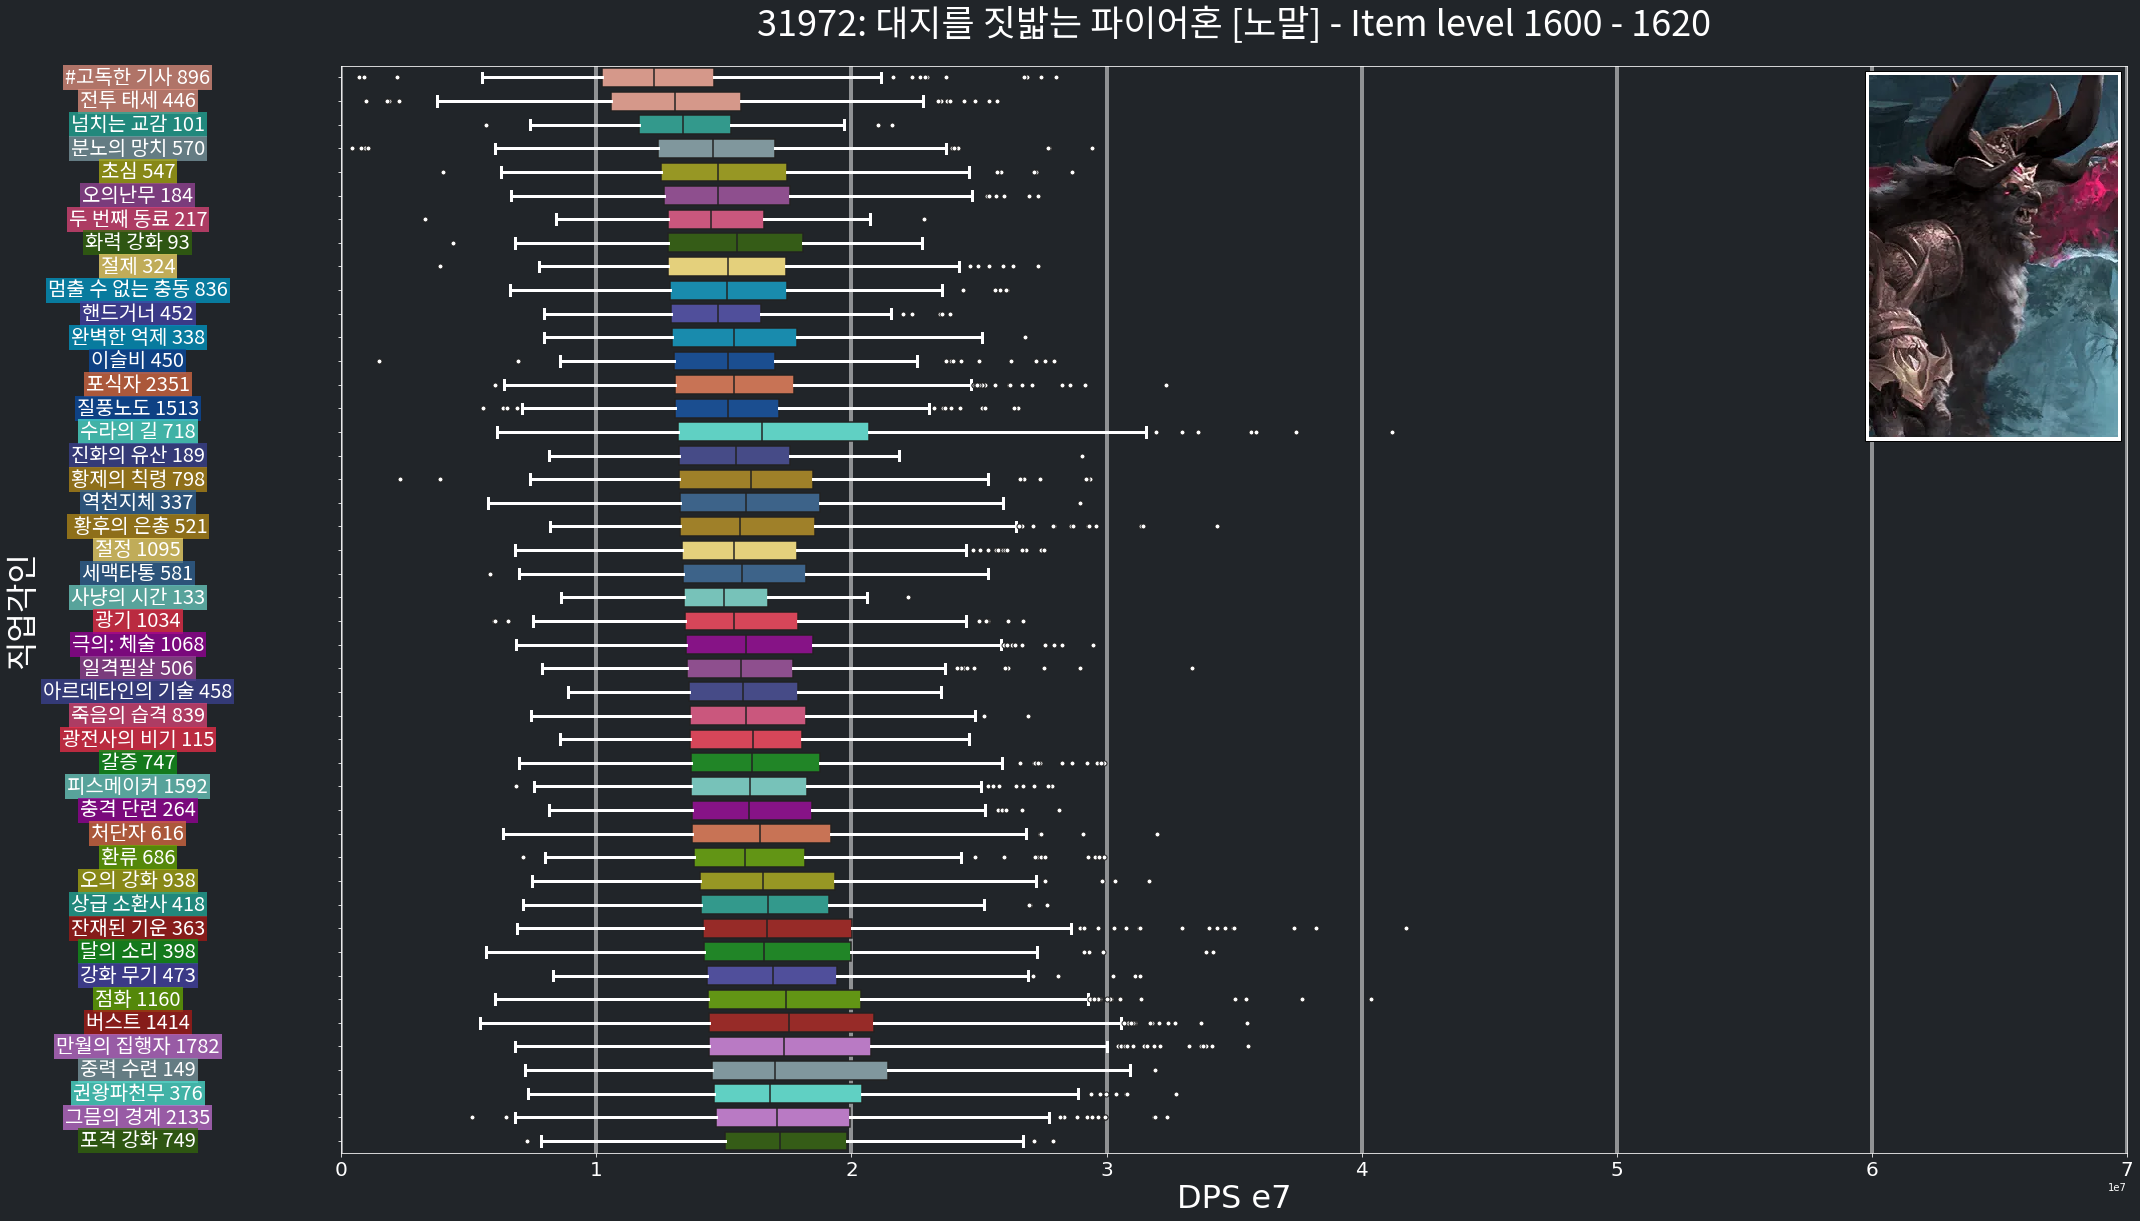 31972: 대지를 짓밟는 파이어혼 [노말] - Item level 1600 - 1620
#고독한 기사 896
전투 태세 446
넘치는 교감 101
분노의 망치 570
초심 547
오의난무 184
두 번째 동료 217
화력 강화 93
절제 324
멈출 수 없는 충동 836
핸드거너 452
완벽한 억제 338
이슬비 450
포식자 2351
질풍노도 1513
수라의 길 718
진화의 유산 189
황제의 칙령 798
역천지체 337
황후의 은총 521
절정 1095
세맥타통 581
사냥의 시간 133
광기 1034
극의: 체술 1068
일격필살 506
아르데타인의 기술 458
죽음의 습격 839
광전사의 비기 115
갈증 747
피스메이커 1592
충격 단련 264
처단자 616
환류 686
오의 강화 938
상급 소환사 418
잔재된 기운 363
달의 소리 398
강화 무기 473
점화 1160
버스트 1414
만월의 집행자 1782
중력 수련 149
권왕파천무 376
그믐의 경계 2135
포격 강화 749
직업각인
0 1 2 3 4 5 6 7
DPS e7
1e7